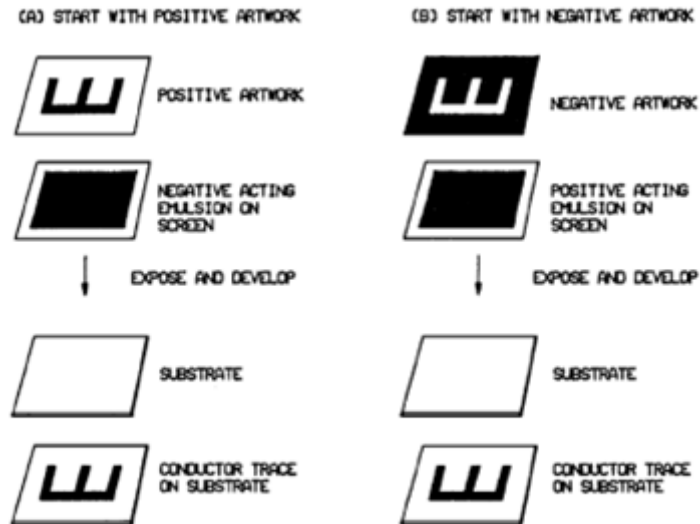 (A) START WITH POSITIVE ARTWORK
POSITIVE ARTWORK
NEGATIVE ACTING
EMULSION ON
SCREEN
EXPOSE AND DEVELOP
SUBSTRATE
CONDUCTOR TRACE
ON SUBSTRATE
(B) START WITH NEGATIVE ARTWORK
NEGATIVE ARTWORK
POSITIVE ACTING
EMULSION ON
SCREEN
EXPOSE AND DEVELOP
SUBSTRATE
CONDUCTOR TRACE
ON SUBSTRATE